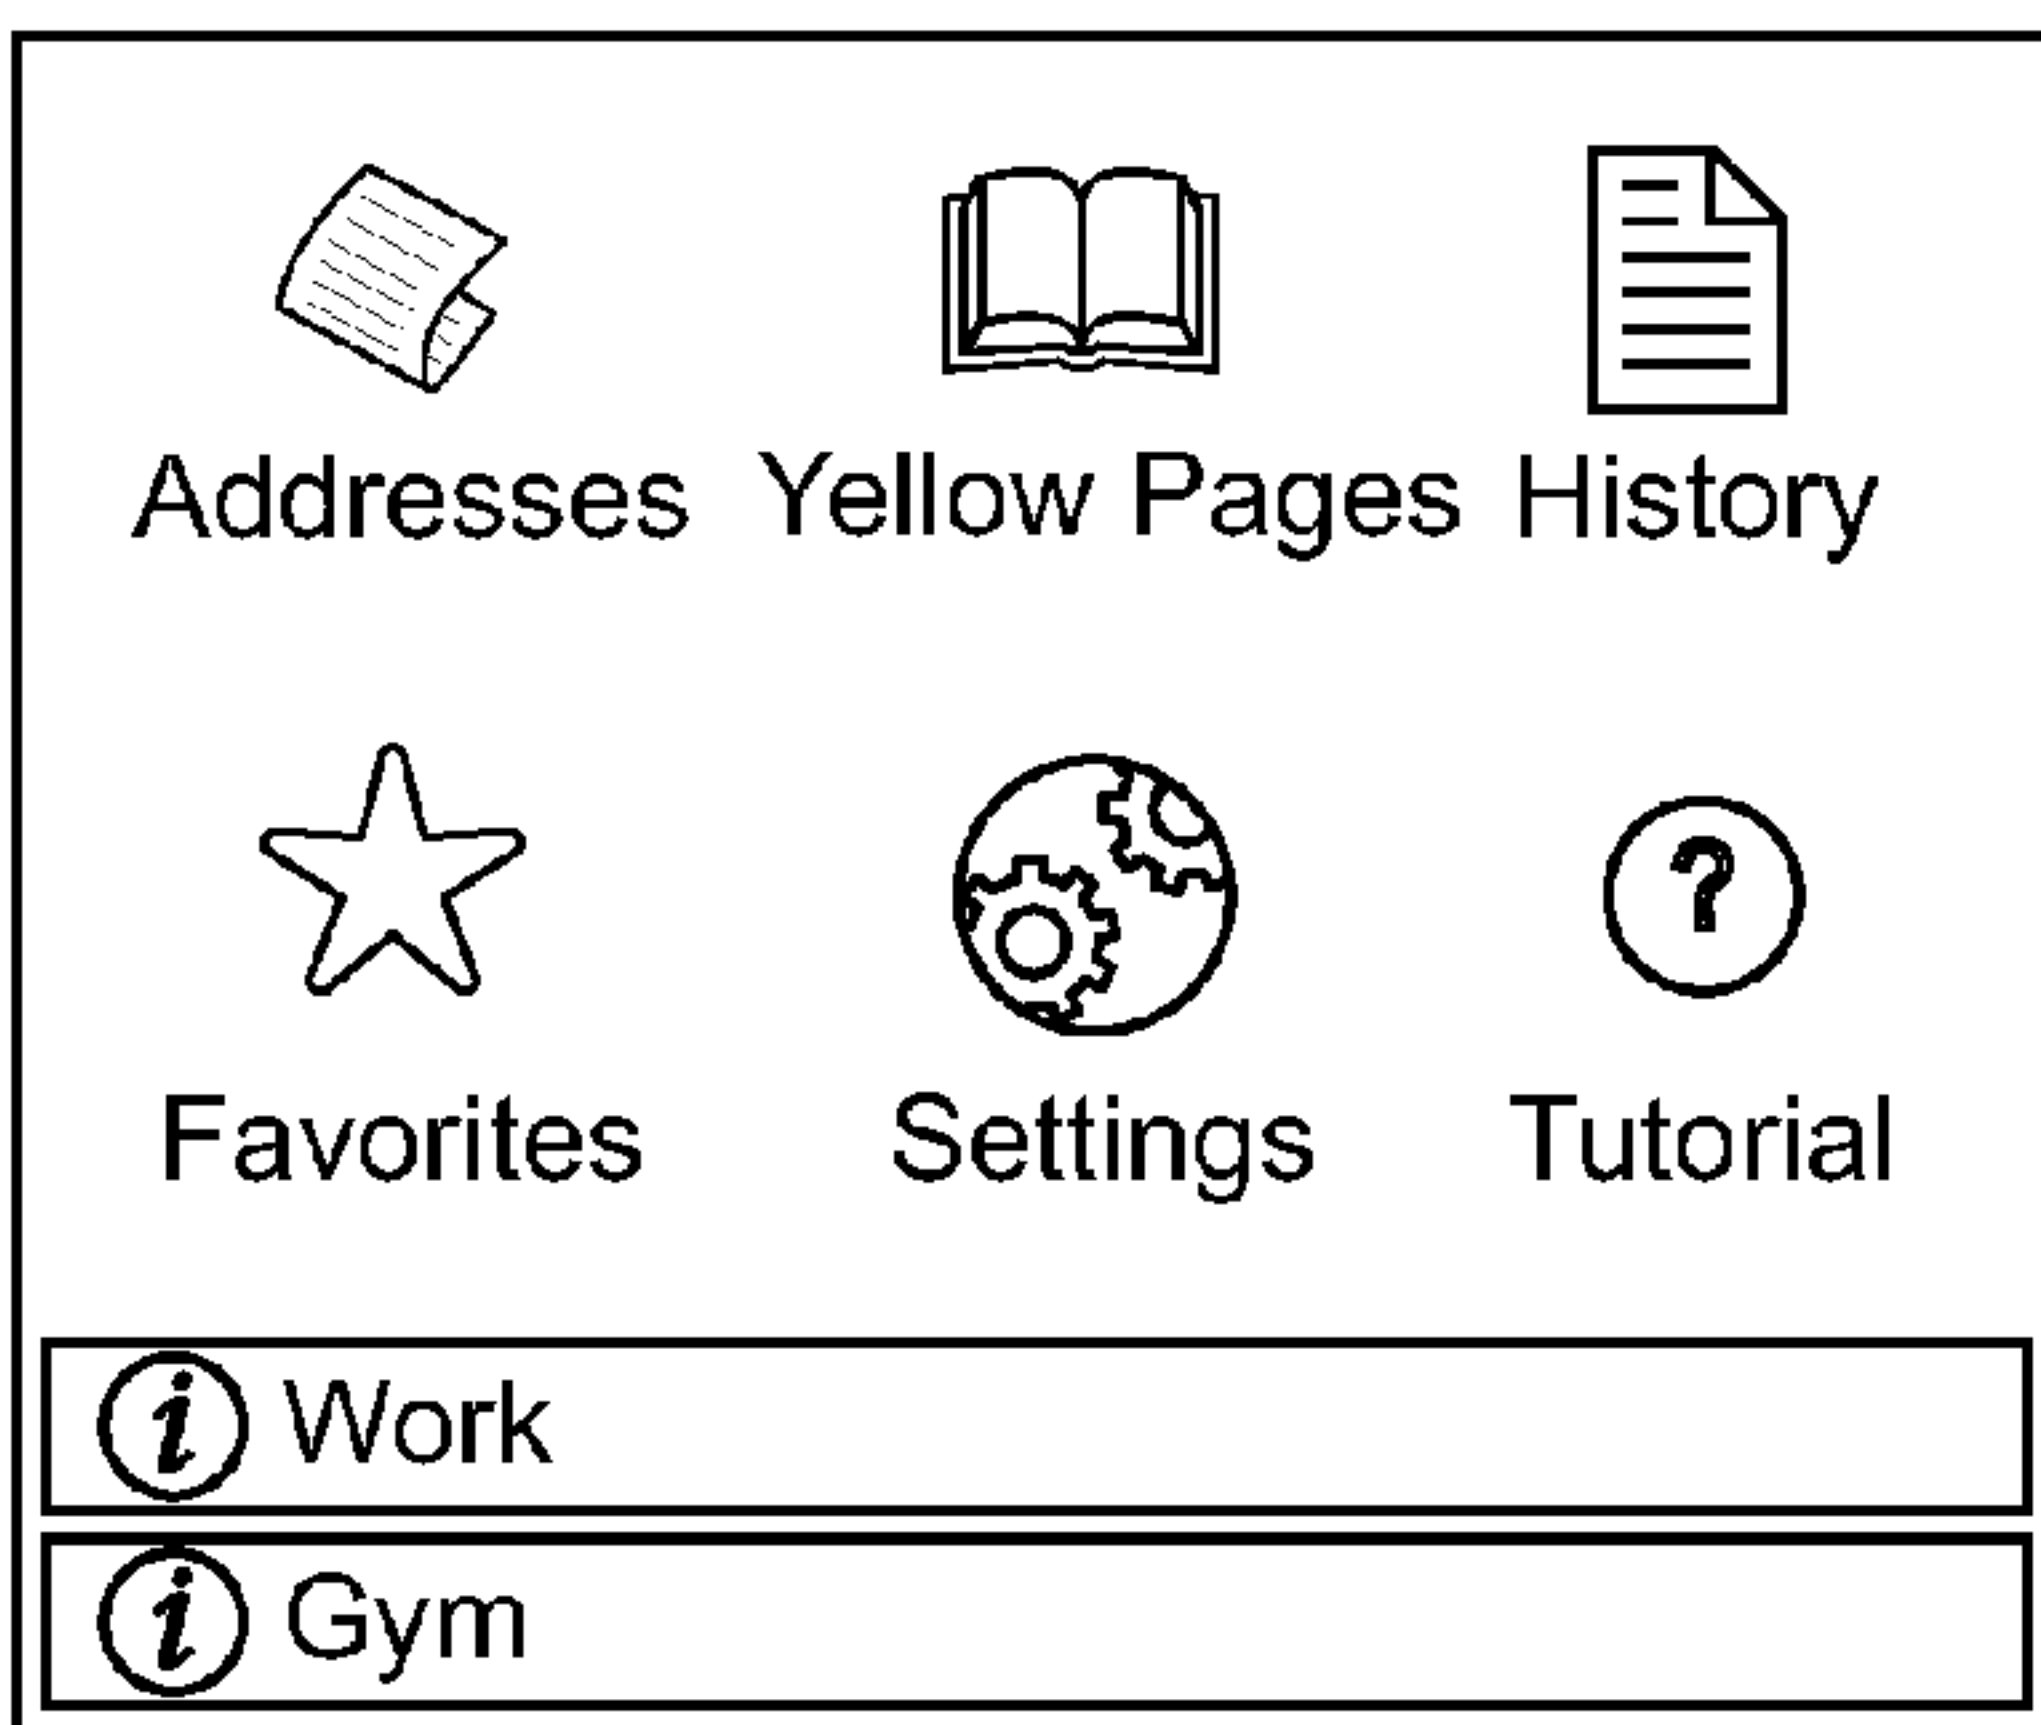 Addresses Yellow Pages History
?
Favorites Settings Tutorial
i Work
i Gym